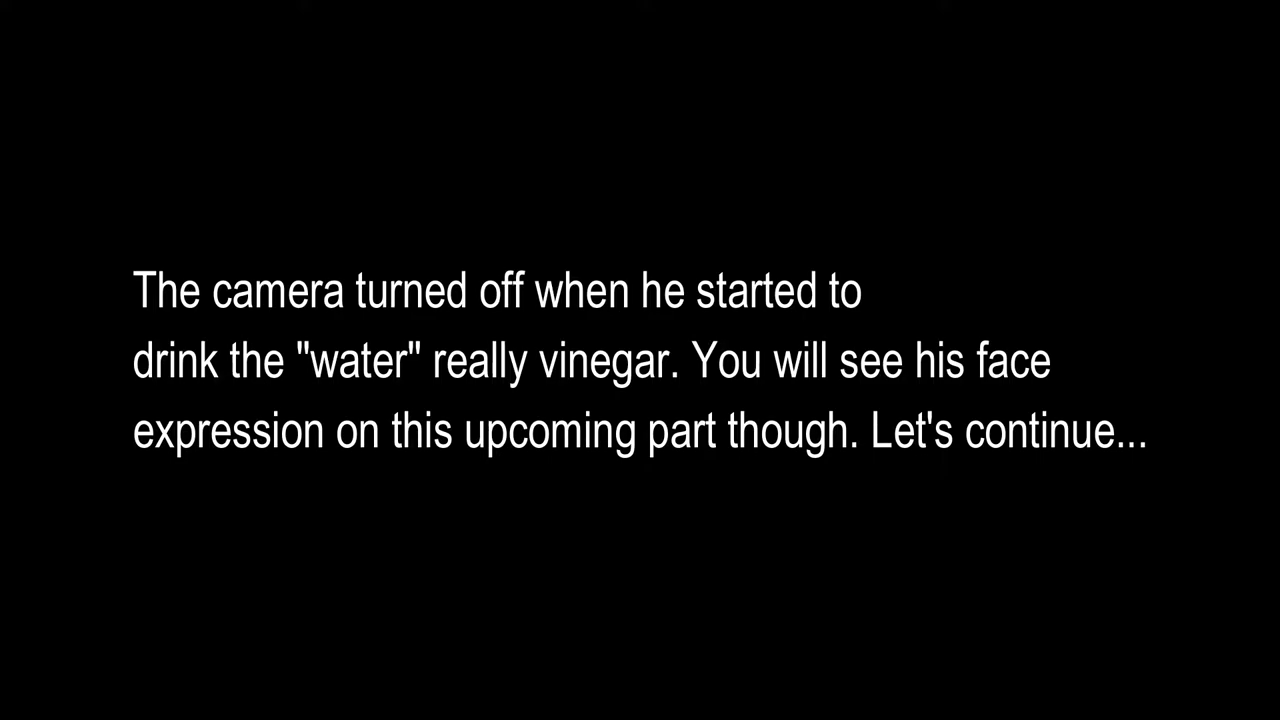 The camera turned off when he started to
drink the "water" really vinegar. You will see his face
expression on this upcoming part though. Let's continue...